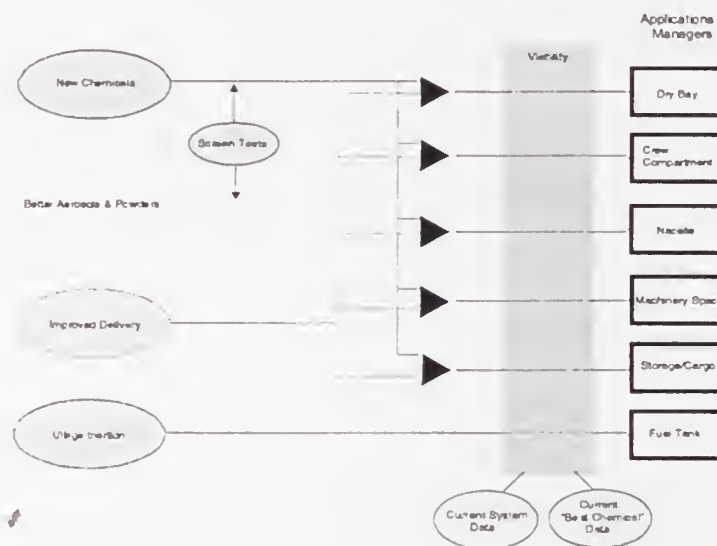 Applications
Managers
Viability
New Chemicals
Dry Bay
Screen Tests
Crew
Compartment
Better Aerosols & Powders
Nacelle
Improved Delivery
Machinery Spac
Storage/Cargo
Ullage Inertion
Fuel Tank
Current System
Data
Current
"Best Chemical"
Data